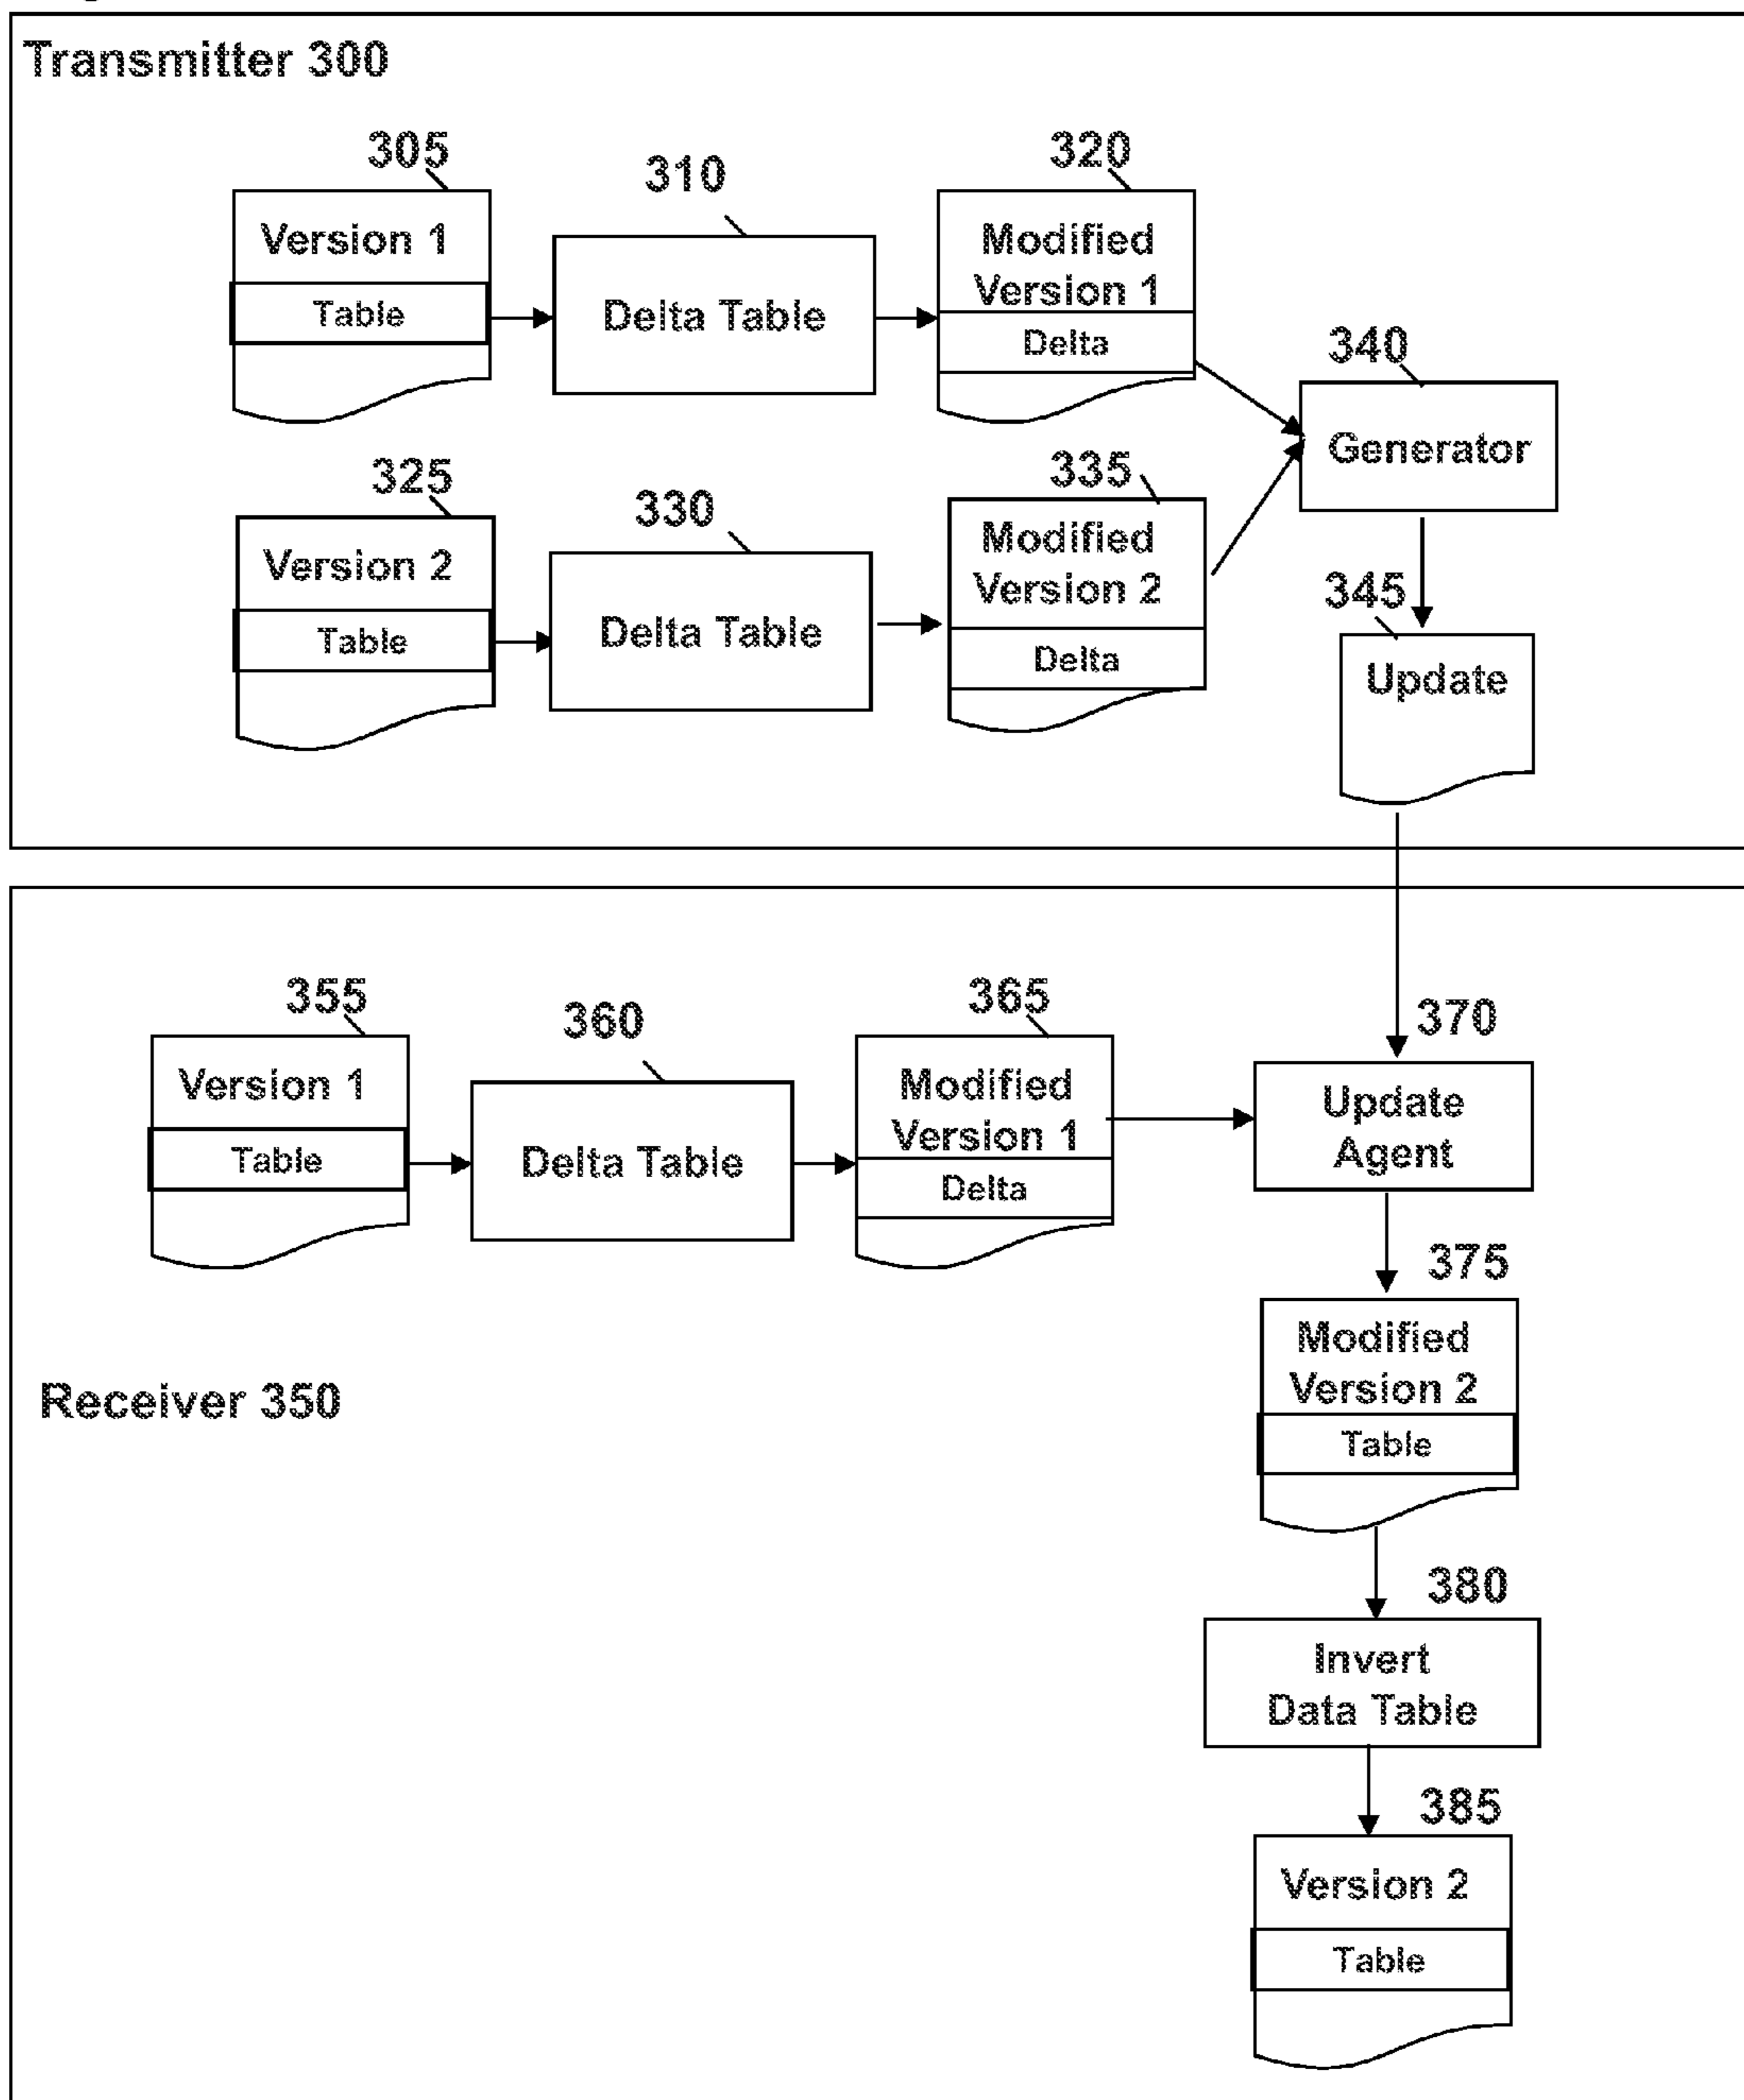 Transmitter 300
305
310
320
Version 1
Table
Delta Table
Modified
Version 1
Delta
340
Generator
325
330
335
Version 2
Table
Delta Table
Modified
Version 2
Delta
345
Update
355
360
365
370
Version 1
Table
Delta Table
Modified
Version 1
Delta
Update
Agent
375
Modified
Version 2
Table
Receiver 350
380
Invert
Data Table
385
Version 2
Table